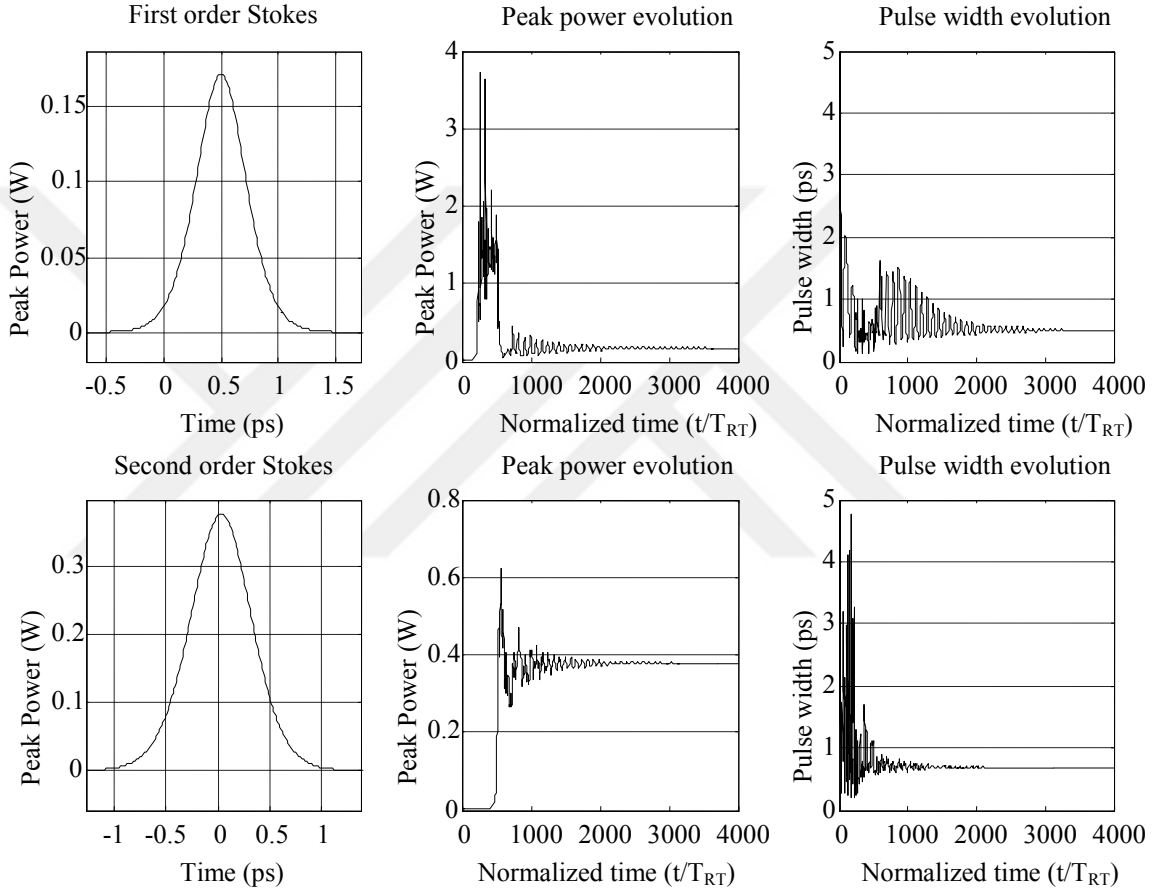 First order Stokes
Peak Power (W)
0.15
0.1
0.05
0
-0.5 0 0.5 1 1.5
Time (ps)
Peak power evolution
Peak Power (W)
4
3
2
1
0
0 1000 2000 3000 4000
Normalized time (t/T_RT)
Pulse width evolution
Pulse width (ps)
5
4
3
2
1
0
0 1000 2000 3000 4000
Normalized time (t/T_RT)
Second order Stokes
Peak Power (W)
0.3
0.2
0.1
0
-1 -0.5 0 0.5 1
Time (ps)
Peak power evolution
Peak Power (W)
0.8
0.6
0.4
0.2
0
0 1000 2000 3000 4000
Normalized time (t/T_RT)
Pulse width evolution
Pulse width (ps)
5
4
3
2
1
0
0 1000 2000 3000 4000
Normalized time (t/T_RT)